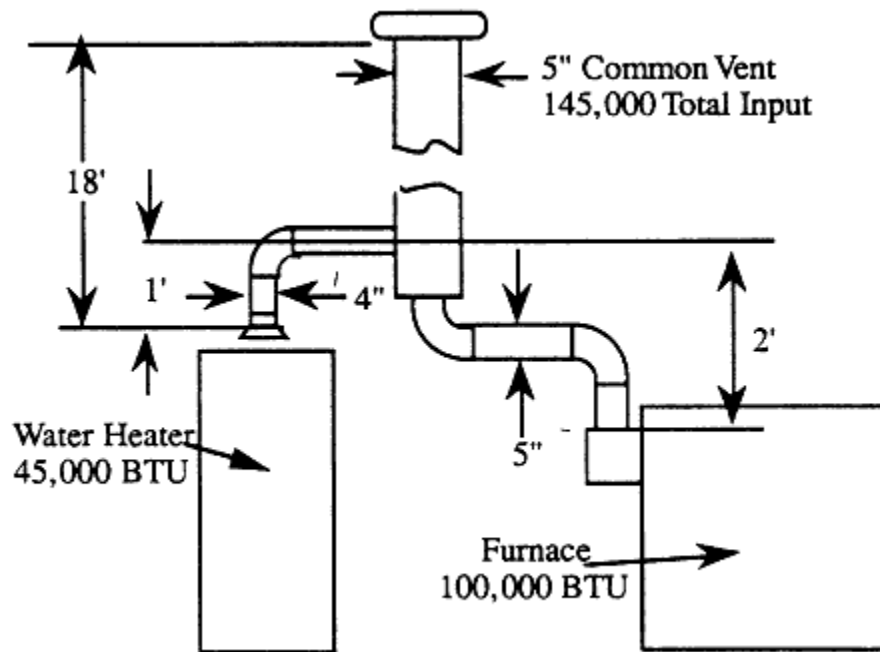 5" Common Vent
145,000 Total Input
18'
1'
4"
2'
5"
Water Heater
45,000 BTU
Furnace
100,000 BTU